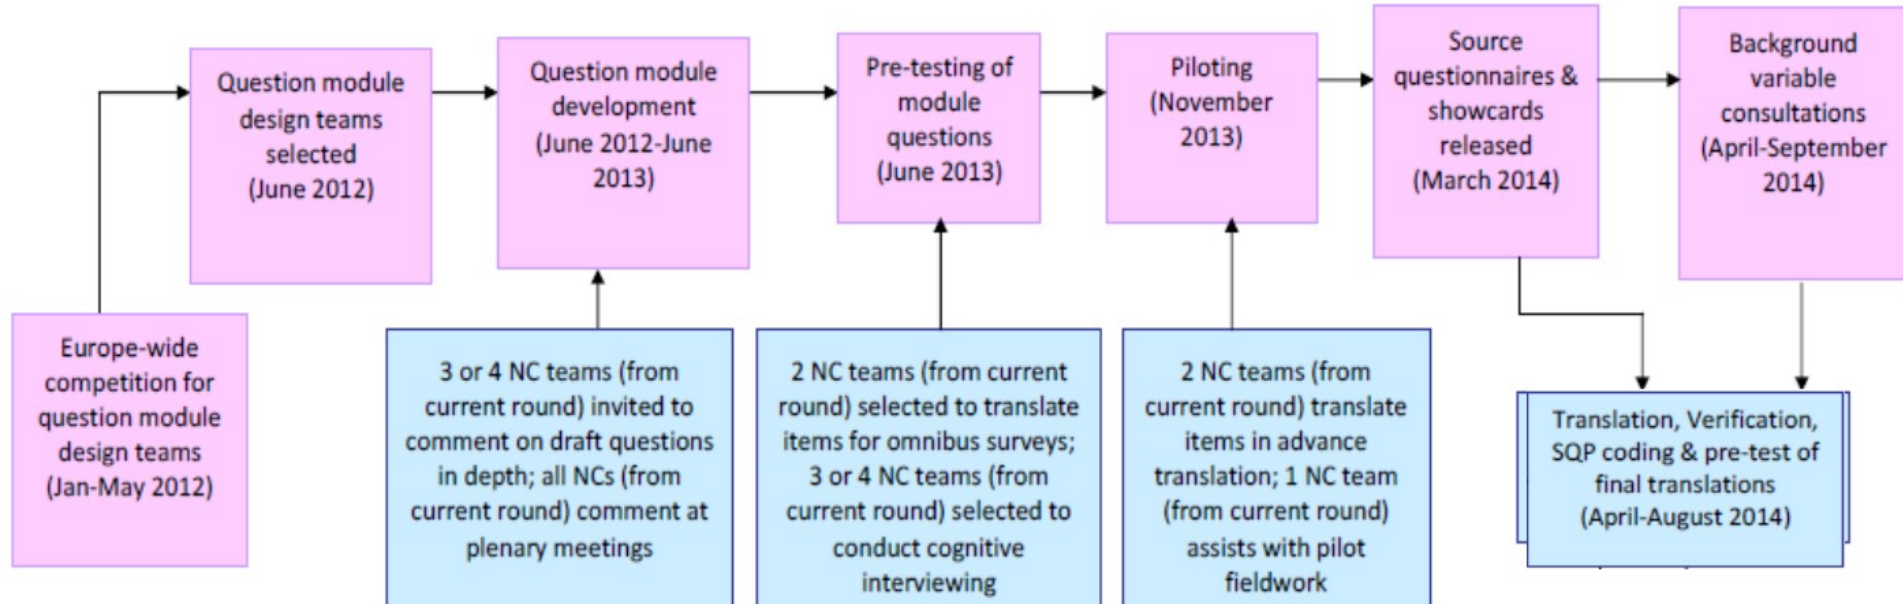 Europe-wide
competition for
question module
design teams
(Jan-May 2012)
Question module
design teams
selected
(June 2012)
Question module
development
(June 2012-June
2013)
Pre-testing of
module
questions
(June 2013)
Piloting
(November
2013)
Source
questionnaires &
showcards
released
(March 2014)
Background
variable
consultations
(April-September
2014)
3 or 4 NC teams (from
current round) invited to
comment on draft questions
in depth; all NCs (from
current round) comment at
plenary meetings
2 NC teams (from current
round) selected to translate
items for omnibus surveys;
3 or 4 NC teams (from
current round) selected to
conduct cognitive
interviewing
2 NC teams (from
current round) translate
items in advance
translation; 1 NC team
(from current round)
assists with pilot
fieldwork
Translation, Verification,
SQP coding & pre-test of
final translations
(April-August 2014)